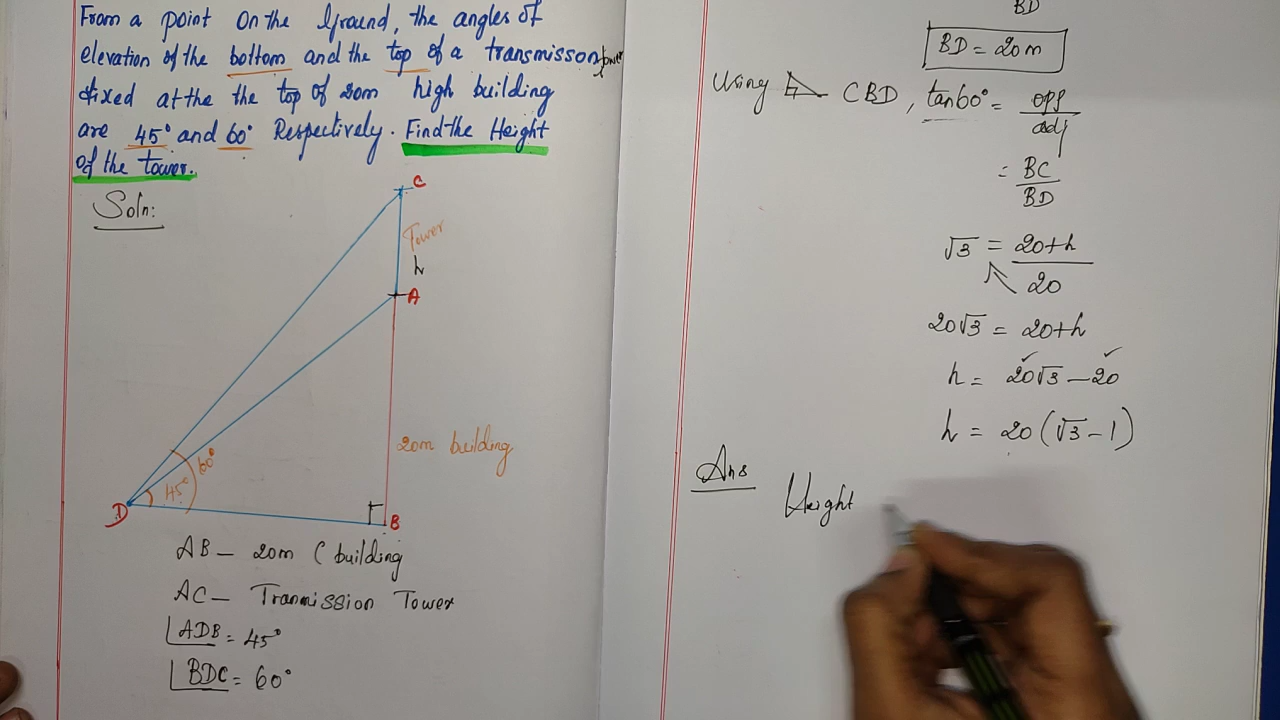 From a point on the Ground, the angles of
elevation of the bottom and the top of a transmisson tower
fixed at the the top of 20m high building
are 45° and 60° Respectively. Find the Height
of the tower.
Soln:
C
Tower
h
A
20m building
60°
45°
D
B
AB - 20m ( building
AC - Tranmission Tower
∠ADB = 45°
∠BDC = 60°
BD
BD = 20m
Using ⊿ CBD, tan60° = opp/adj
= BC/BD
√3 = 20+h/20
20√3 = 20+h
h = 20√3 - 20
h = 20(√3 - 1)
Ans
Height